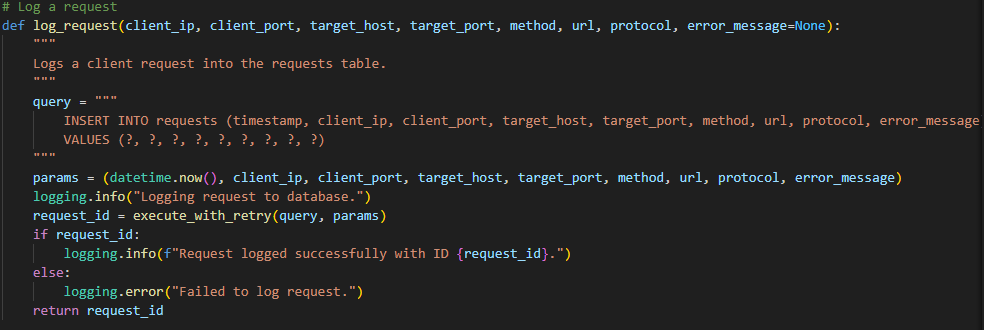 # Log a request
def log_request(client_ip, client_port, target_host, target_port, method, url, protocol, error_message=None):
    """
    Logs a client request into the requests table.
    """
    query = """
        INSERT INTO requests (timestamp, client_ip, client_port, target_host, target_port, method, url, protocol, error_message
        VALUES (?, ?, ?, ?, ?, ?, ?, ?, ?)
    """
    params = (datetime.now(), client_ip, client_port, target_host, target_port, method, url, protocol, error_message)
    logging.info("Logging request to database.")
    request_id = execute_with_retry(query, params)
    if request_id:
        logging.info(f"Request logged successfully with ID {request_id}.")
    else:
        logging.error("Failed to log request.")
    return request_id